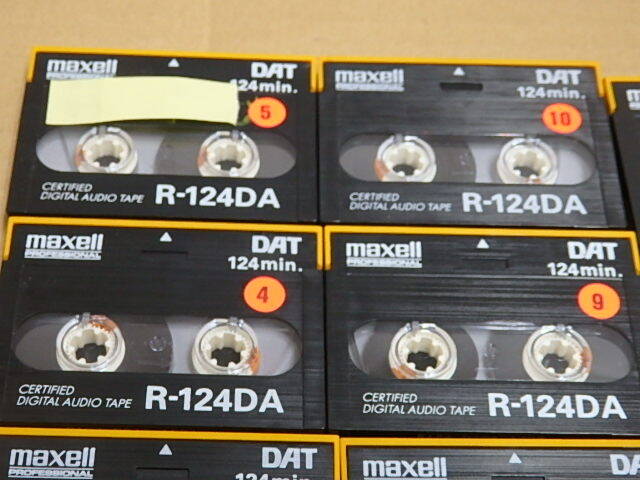 maxell
PROFESSIONAL
DAT
124min.
5
CERTIFIED
DIGITAL AUDIO TAPE
R-124DA
maxell
PROFESSIONAL
DAT
124min.
10
CERTIFIED
DIGITAL AUDIO TAPE
R-124DA
maxell
PROFESSIONAL
DAT
124min.
4
CERTIFIED
DIGITAL AUDIO TAPE
R-124DA
maxell
PROFESSIONAL
DAT
124min.
9
CERTIFIED
DIGITAL AUDIO TAPE
R-124DA
maxell
PROFESSIONAL
DAT
124min.
maxell
DAT